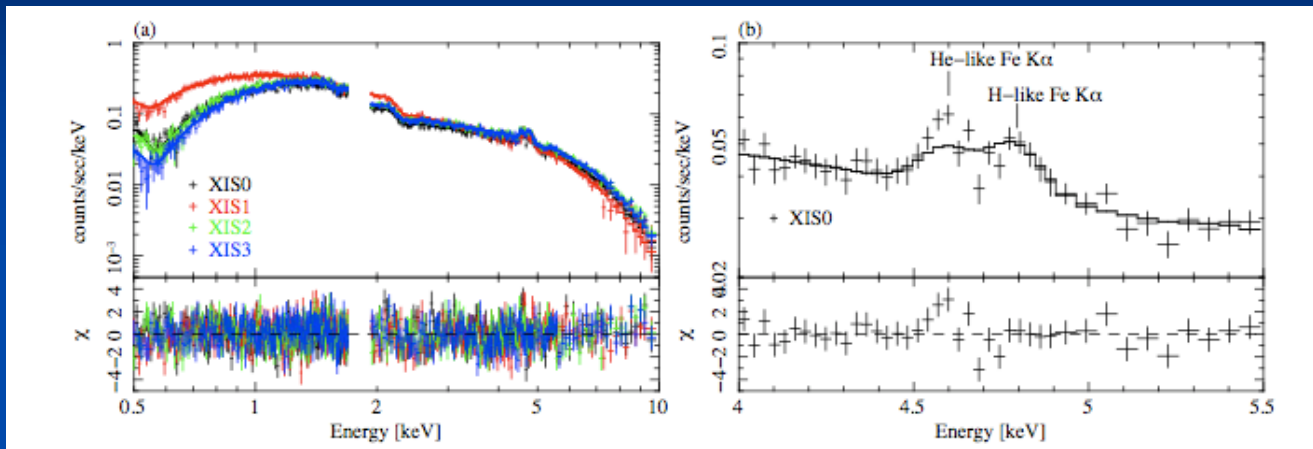 (a)
counts/sec/keV
1
0.1
0.01
10⁻³
XIS0
XIS1
XIS2
XIS3
χ
4
2
0
−2
−4
0.5
1
2
5
10
Energy [keV]
(b)
counts/sec/keV
0.1
0.05
0.02
He−like Fe Kα
H−like Fe Kα
XIS0
χ
4
2
0
−2
−4
4
4.5
5
5.5
Energy [keV]